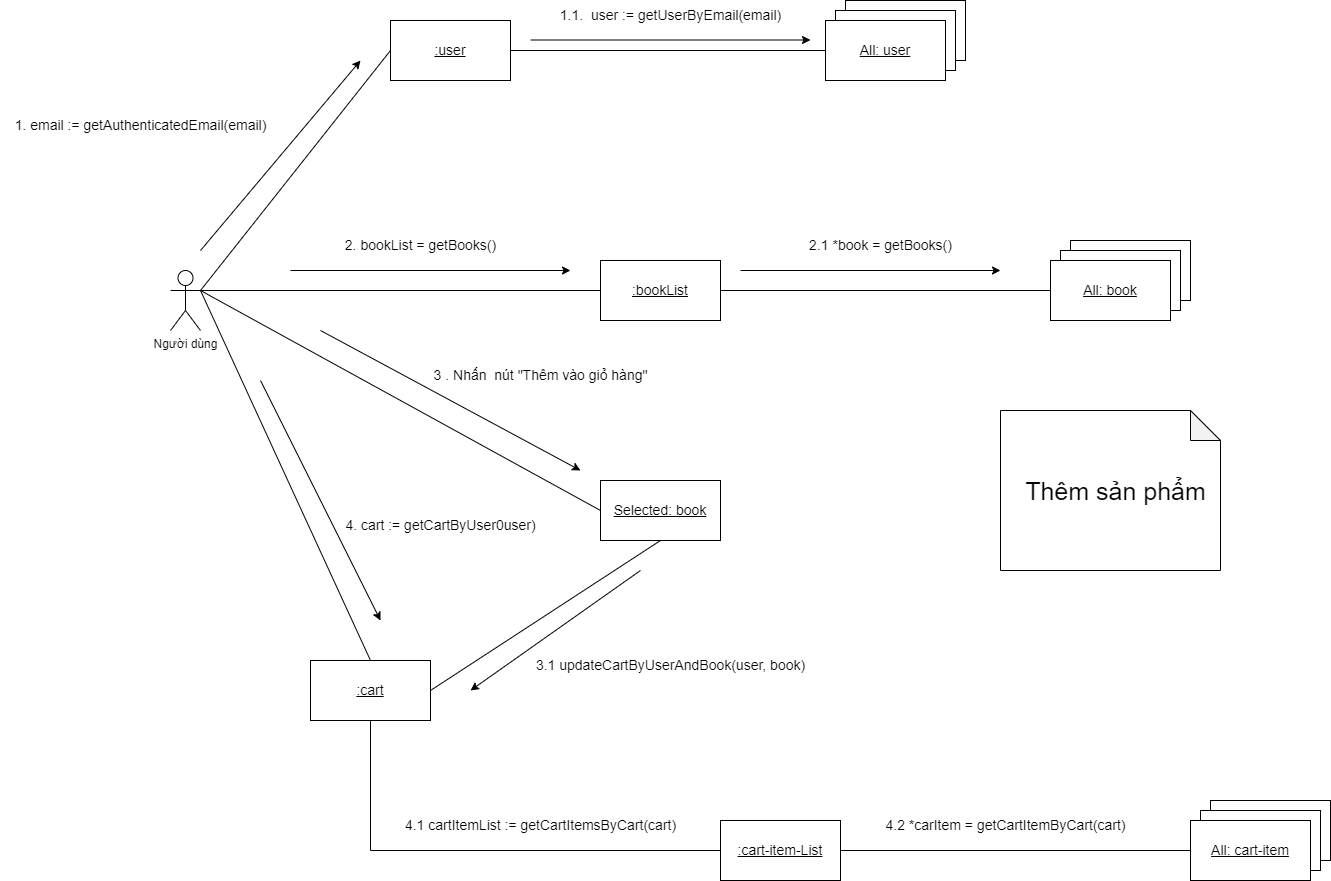 1.1.  user := getUserByEmail(email)
:user
All: user
1. email := getAuthenticatedEmail(email)
2. bookList = getBooks()
2.1 *book = getBooks()
:bookList
All: book
Người dùng
3 . Nhấn  nút "Thêm vào giỏ hàng"
Thêm sản phẩm
Selected: book
4. cart := getCartByUser0user)
3.1 updateCartByUserAndBook(user, book)
:cart
4.1 cartItemList := getCartItemsByCart(cart)
4.2 *carItem = getCartItemByCart(cart)
:cart-item-List
All: cart-item